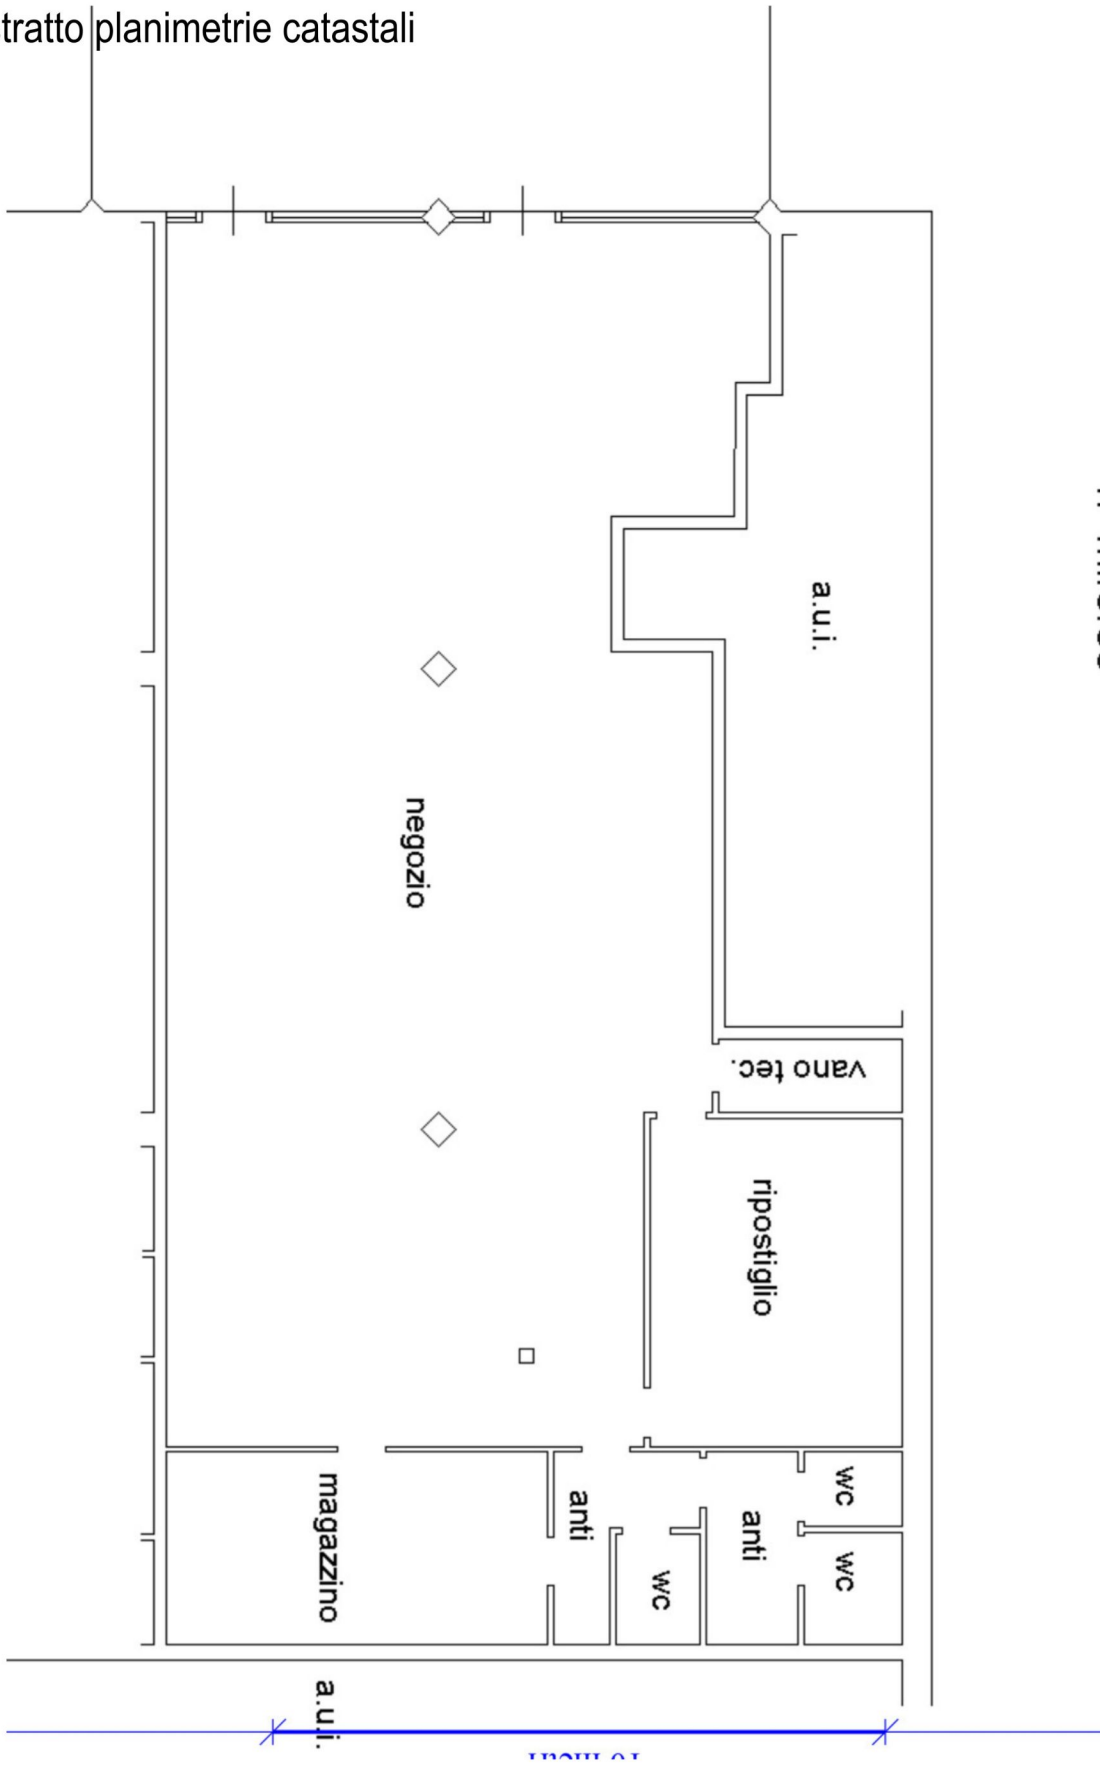 tratto planimetrie catastali
a.u.i.
negozio
vano tec.
ripostiglio
wc
anti
anti
wc
wc
magazzino
a.u.i.